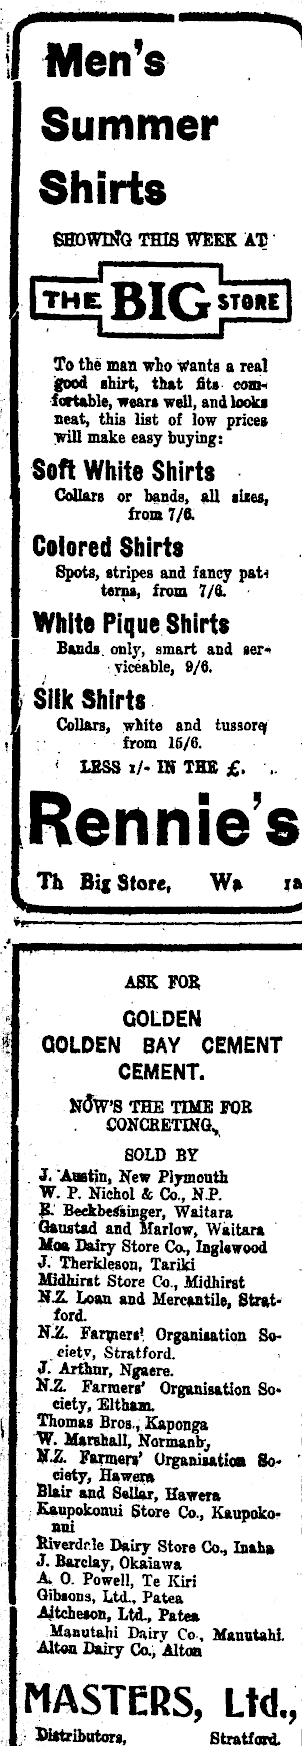 Men's
Summer
Shirts
SHOWING THIS WEEK AT
THE BIG STORE
To the man who wants a real
good shirt, that fits com-
fortable, wears well, and looks
neat, this list of low prices
will make easy buying:
Soft White Shirts
Collars or bands, all sizes,
from 7/6.
Colored Shirts
Spots, stripes and fancy pat-
terns, from 7/6.
White Pique Shirts
Bands only, smart and ser-
viceable, 9/6.
Silk Shirts
Collars, white and tussore,
from 15/6.
LESS 1/- IN THE £.
Rennie's
Th Big Store,
ASK FOR
GOLDEN
GOLDEN BAY CEMENT
CEMENT.
NOW'S THE TIME FOR
CONCRETING.
SOLD BY
J. Austin, New Plymouth
W. P. Nichol & Co., N.P.
R. Beckbessinger, Waitara
Gaustad and Marlow, Waitara
Moa Dairy Store Co., Inglewood
J. Therkleson, Tariki
Midhirst Store Co., Midhirst
N.Z. Loan and Mercantile, Strat-
ford.
N.Z. Farmers' Organisation So-
ciety, Stratford.
J. Arthur, Ngaere.
N.Z. Farmers' Organisation So-
ciety, Eltham.
Thomas Bros., Kaponga
W. Marshall, Normanby,
N.Z. Farmers' Organisation So-
ciety, Hawera
Blair and Sellar, Hawera
Kaupokonui Store Co., Kaupoko-
nui
Riverdale Dairy Store Co., Inaha
J. Barclay, Okaiawa
A. O. Powell, Te Kiri
Gibsons, Ltd., Patea
Aitcheson, Ltd., Patea
Manutahi Dairy Co., Manutahi.
Alton Dairy Co., Alton
MASTERS, Ltd.,
Distributors, Stratford.